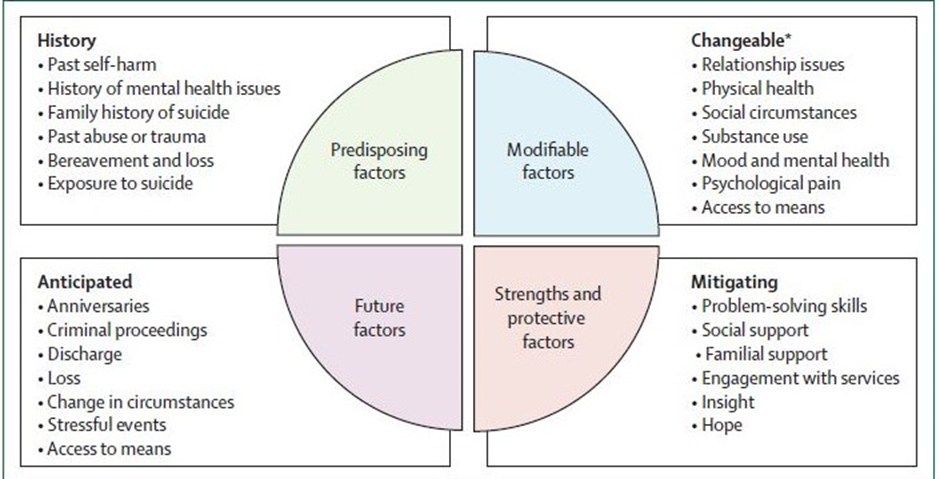 History
• Past self-harm
• History of mental health issues
• Family history of suicide
• Past abuse or trauma
• Bereavement and loss
• Exposure to suicide
Predisposing
factors
Changeable*
• Relationship issues
• Physical health
• Social circumstances
• Substance use
• Mood and mental health
• Psychological pain
• Access to means
Modifiable
factors
Anticipated
• Anniversaries
• Criminal proceedings
• Discharge
• Loss
• Change in circumstances
• Stressful events
• Access to means
Future
factors
Strengths and
protective
factors
Mitigating
• Problem-solving skills
• Social support
• Familial support
• Engagement with services
• Insight
• Hope